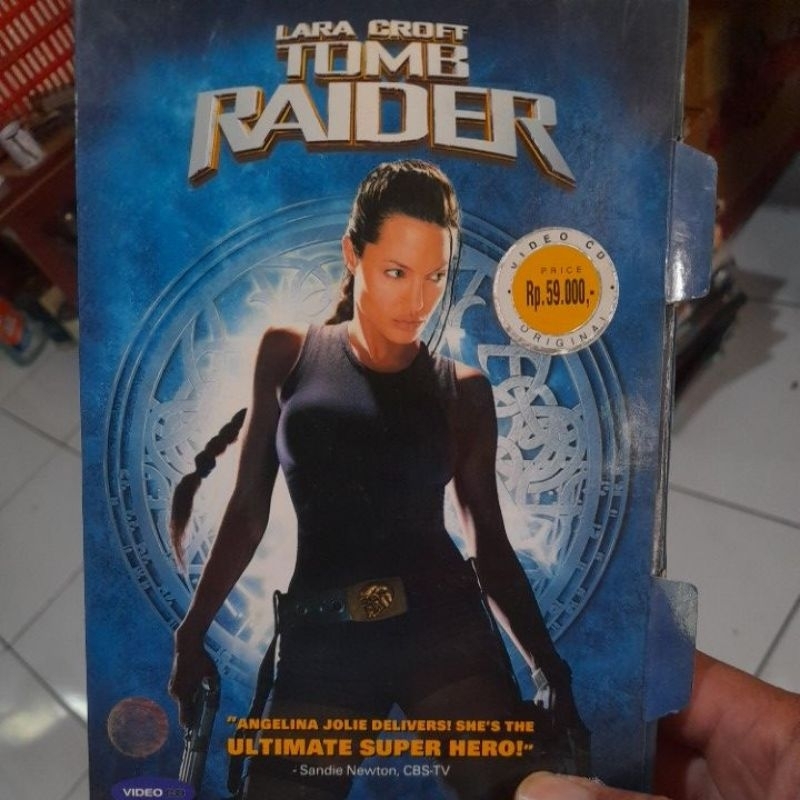 LARA CROFT
TOMB
RAIDER
VIDEO CD
PRICE
Rp.59.000,-
ORIGINAL
"ANGELINA JOLIE DELIVERS! SHE'S THE
ULTIMATE SUPER HERO!"
- Sandie Newton, CBS-TV
VIDEO CD